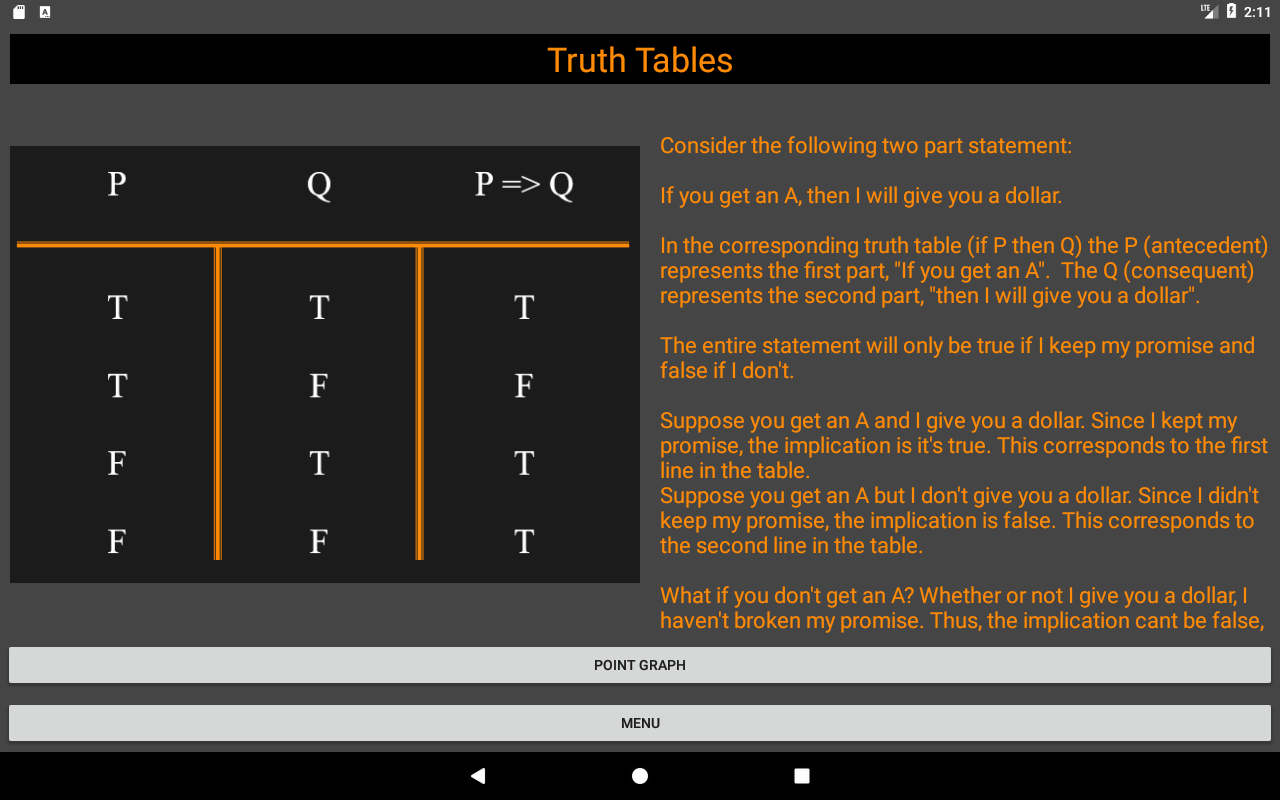 LTE 2:11
Truth Tables
P Q P => Q
T T T
T F F
F T T
F F T
Consider the following two part statement:
If you get an A, then I will give you a dollar.
In the corresponding truth table (if P then Q) the P (antecedent)
represents the first part, "If you get an A".  The Q (consequent)
represents the second part, "then I will give you a dollar".
The entire statement will only be true if I keep my promise and
false if I don't.
Suppose you get an A and I give you a dollar. Since I kept my
promise, the implication is it's true. This corresponds to the first
line in the table.
Suppose you get an A but I don't give you a dollar. Since I didn't
keep my promise, the implication is false. This corresponds to
the second line in the table.
What if you don't get an A? Whether or not I give you a dollar, I
haven't broken my promise. Thus, the implication cant be false,
POINT GRAPH
MENU